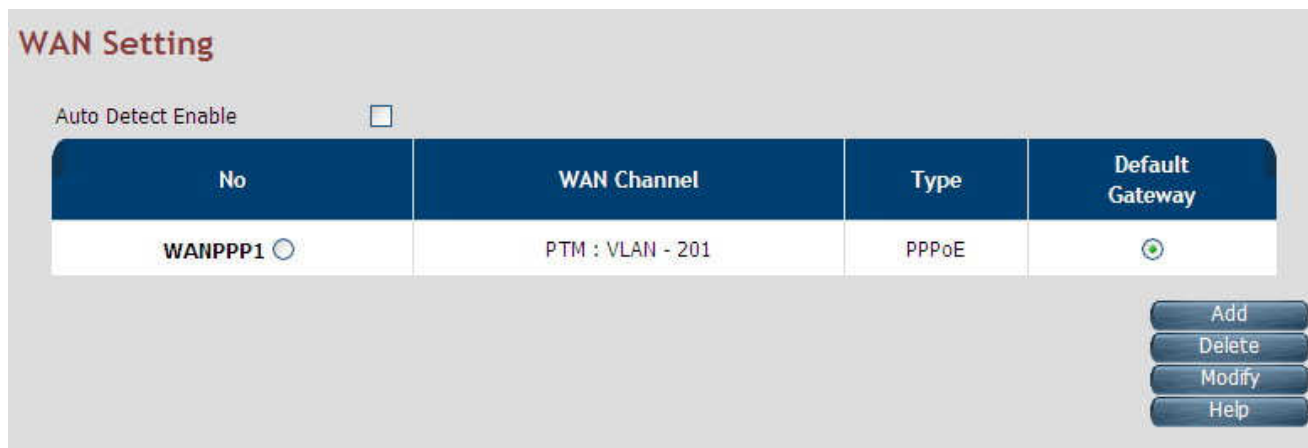 WAN Setting
Auto Detect Enable
No WAN Channel Type Default Gateway
WANPPP1 PTM : VLAN - 201 PPPoE
Add
Delete
Modify
Help